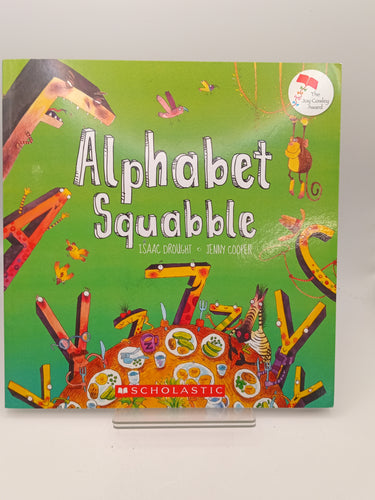 The
Joy Cowley
Award
Alphabet
Squabble
ISAAC DROUGHT • JENNY COOPER
SCHOLASTIC